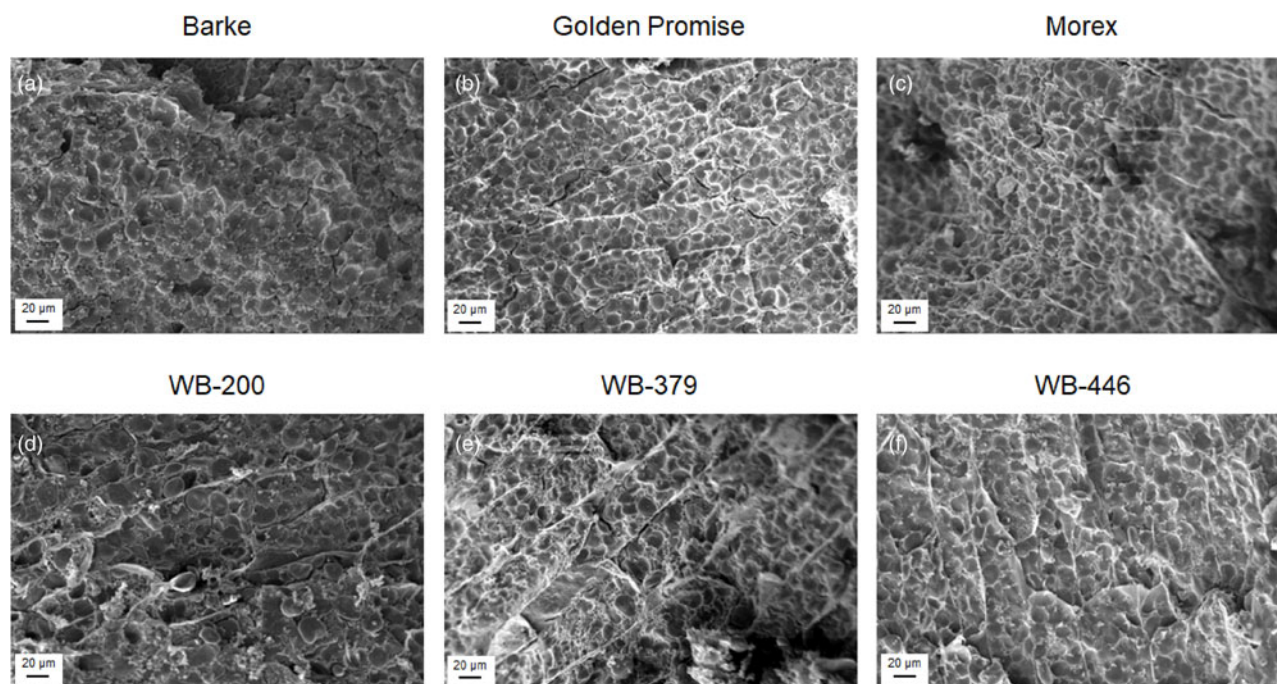 Barke
Golden Promise
Morex
(a)
(b)
(c)
20 µm
20 µm
20 µm
WB-200
WB-379
WB-446
(d)
(e)
(f)
20 µm
20 µm
20 µm